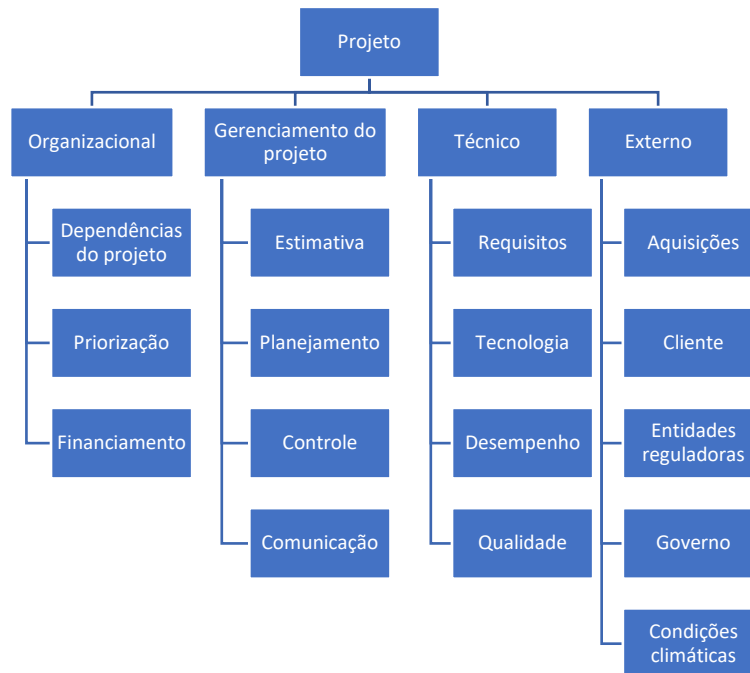 Projeto
Organizacional
Gerenciamento do
projeto
Técnico
Externo
Dependências
do projeto
Estimativa
Requisitos
Aquisições
Priorização
Planejamento
Tecnologia
Cliente
Financiamento
Controle
Desempenho
Entidades
reguladoras
Comunicação
Qualidade
Governo
Condições
climáticas